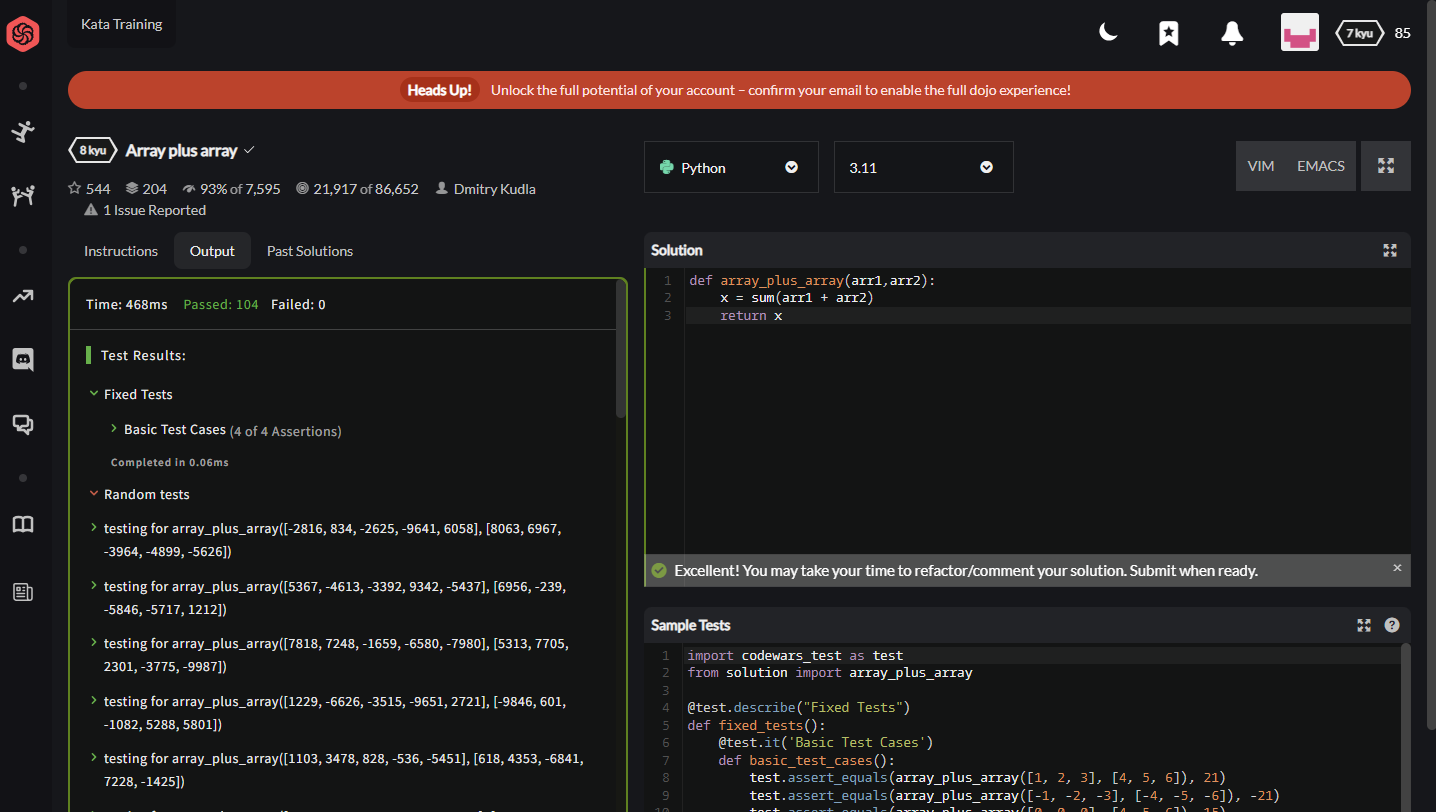 Kata Training
7 kyu 85
Heads Up! Unlock the full potential of your account – confirm your email to enable the full dojo experience!
8 kyu Array plus array
544 204 93% of 7,595 21,917 of 86,652 Dmitry Kudla
1 Issue Reported
Python 3.11 VIM EMACS
Instructions Output Past Solutions
Time: 468ms Passed: 104 Failed: 0
Test Results:
Fixed Tests
Basic Test Cases (4 of 4 Assertions)
Completed in 0.06ms
Random tests
testing for array_plus_array([-2816, 834, -2625, -9641, 6058], [8063, 6967,
-3964, -4899, -5626])
testing for array_plus_array([5367, -4613, -3392, 9342, -5437], [6956, -239,
-5846, -5717, 1212])
testing for array_plus_array([7818, 7248, -1659, -6580, -7980], [5313, 7705,
2301, -3775, -9987])
testing for array_plus_array([1229, -6626, -3515, -9651, 2721], [-9846, 601,
-1082, 5288, 5801])
testing for array_plus_array([1103, 3478, 828, -536, -5451], [618, 4353, -6841,
7228, -1425])
Solution
1 def array_plus_array(arr1,arr2):
2 x = sum(arr1 + arr2)
3 return x
Excellent! You may take your time to refactor/comment your solution. Submit when ready.
Sample Tests
1 import codewars_test as test
2 from solution import array_plus_array
3
4 @test.describe("Fixed Tests")
5 def fixed_tests():
6 @test.it('Basic Test Cases')
7 def basic_test_cases():
8 test.assert_equals(array_plus_array([1, 2, 3], [4, 5, 6]), 21)
9 test.assert_equals(array_plus_array([-1, -2, -3], [-4, -5, -6]), -21)
10 test.assert_equals(array_plus_array([0, 0, 0], [4, 5, 6]), 15)